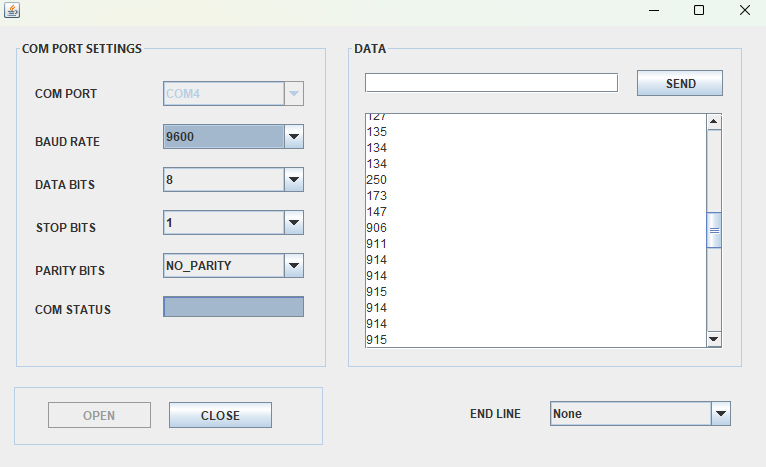 COM PORT SETTINGS
COM PORT
COM4
BAUD RATE
9600
DATA BITS
8
STOP BITS
1
PARITY BITS
NO_PARITY
COM STATUS
OPEN
CLOSE
DATA
SEND
127
135
134
134
250
173
147
906
911
914
914
915
914
914
915
END LINE
None